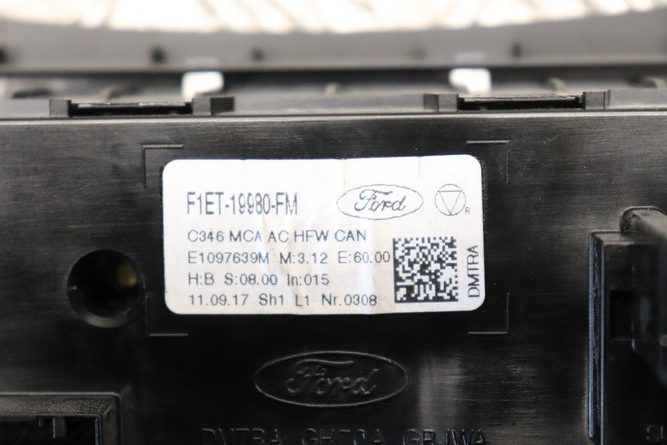 F1ET-19980-FM Ford R
C346 MCA AC HFW CAN
E1097639M M:3.12 E:60.00
H:B S:08.00 In:015
11.09.17 Sh1 L1 Nr.0308
DMTRA
Ford
DMTRA